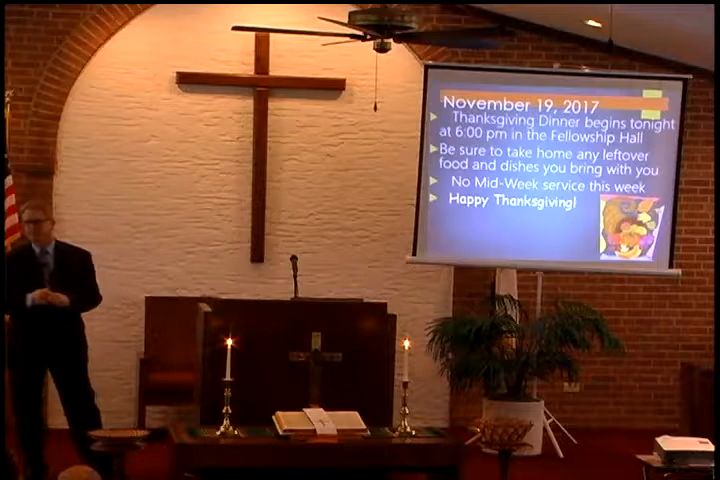 November 19, 2017
Thanksgiving Dinner begins tonight
at 6:00 pm in the Fellowship Hall
Be sure to take home any leftover
food and dishes you bring with you
No Mid-Week service this week
Happy Thanksgiving!